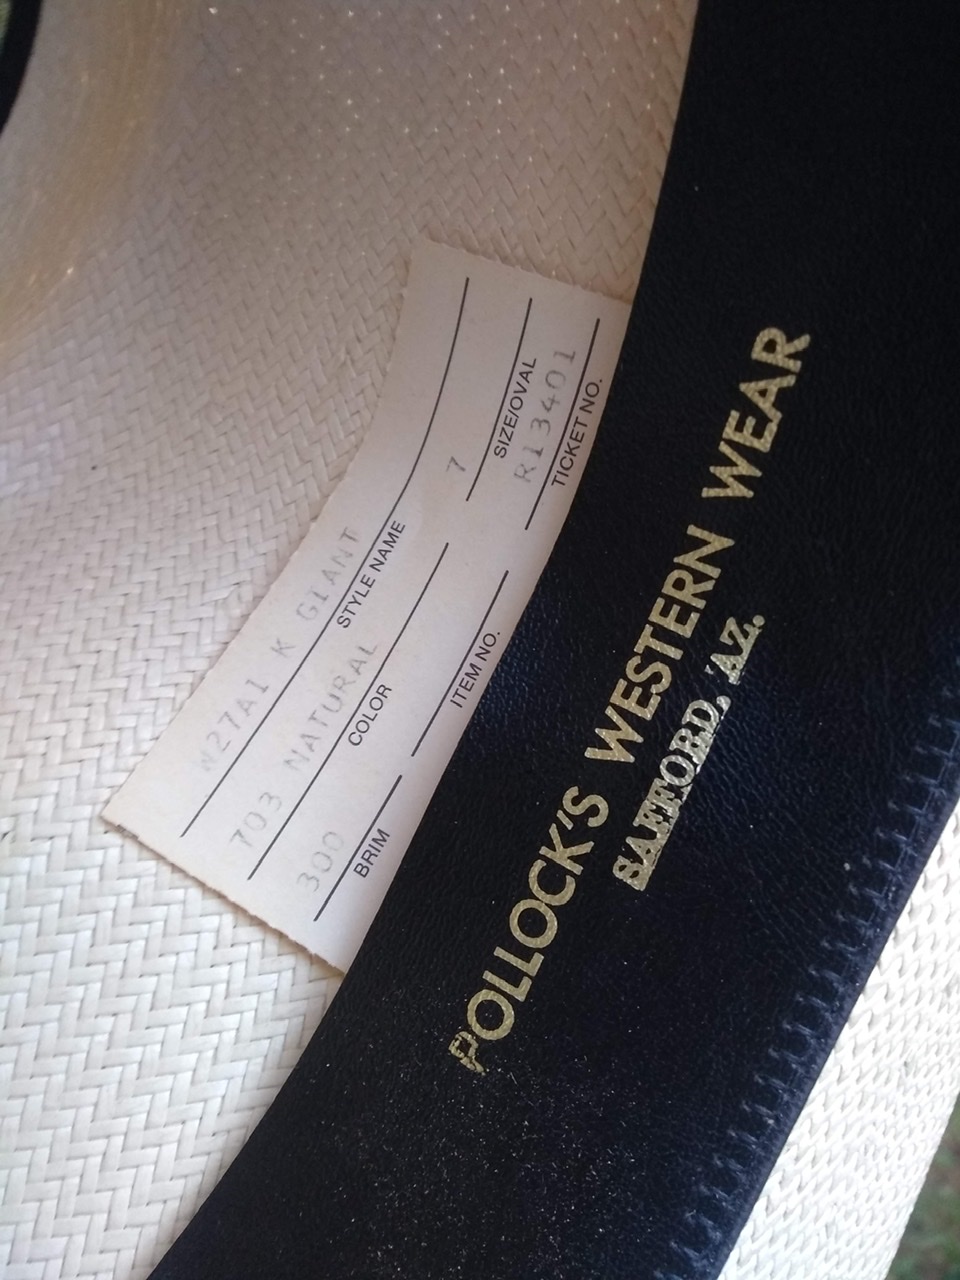 W27A1 K GIANT
STYLE NAME
703 NATURAL 7
COLOR SIZE/OVAL
300 R13401
BRIM ITEM NO. TICKET NO.
POLLOCK'S WESTERN WEAR
SAFFORD, AZ.